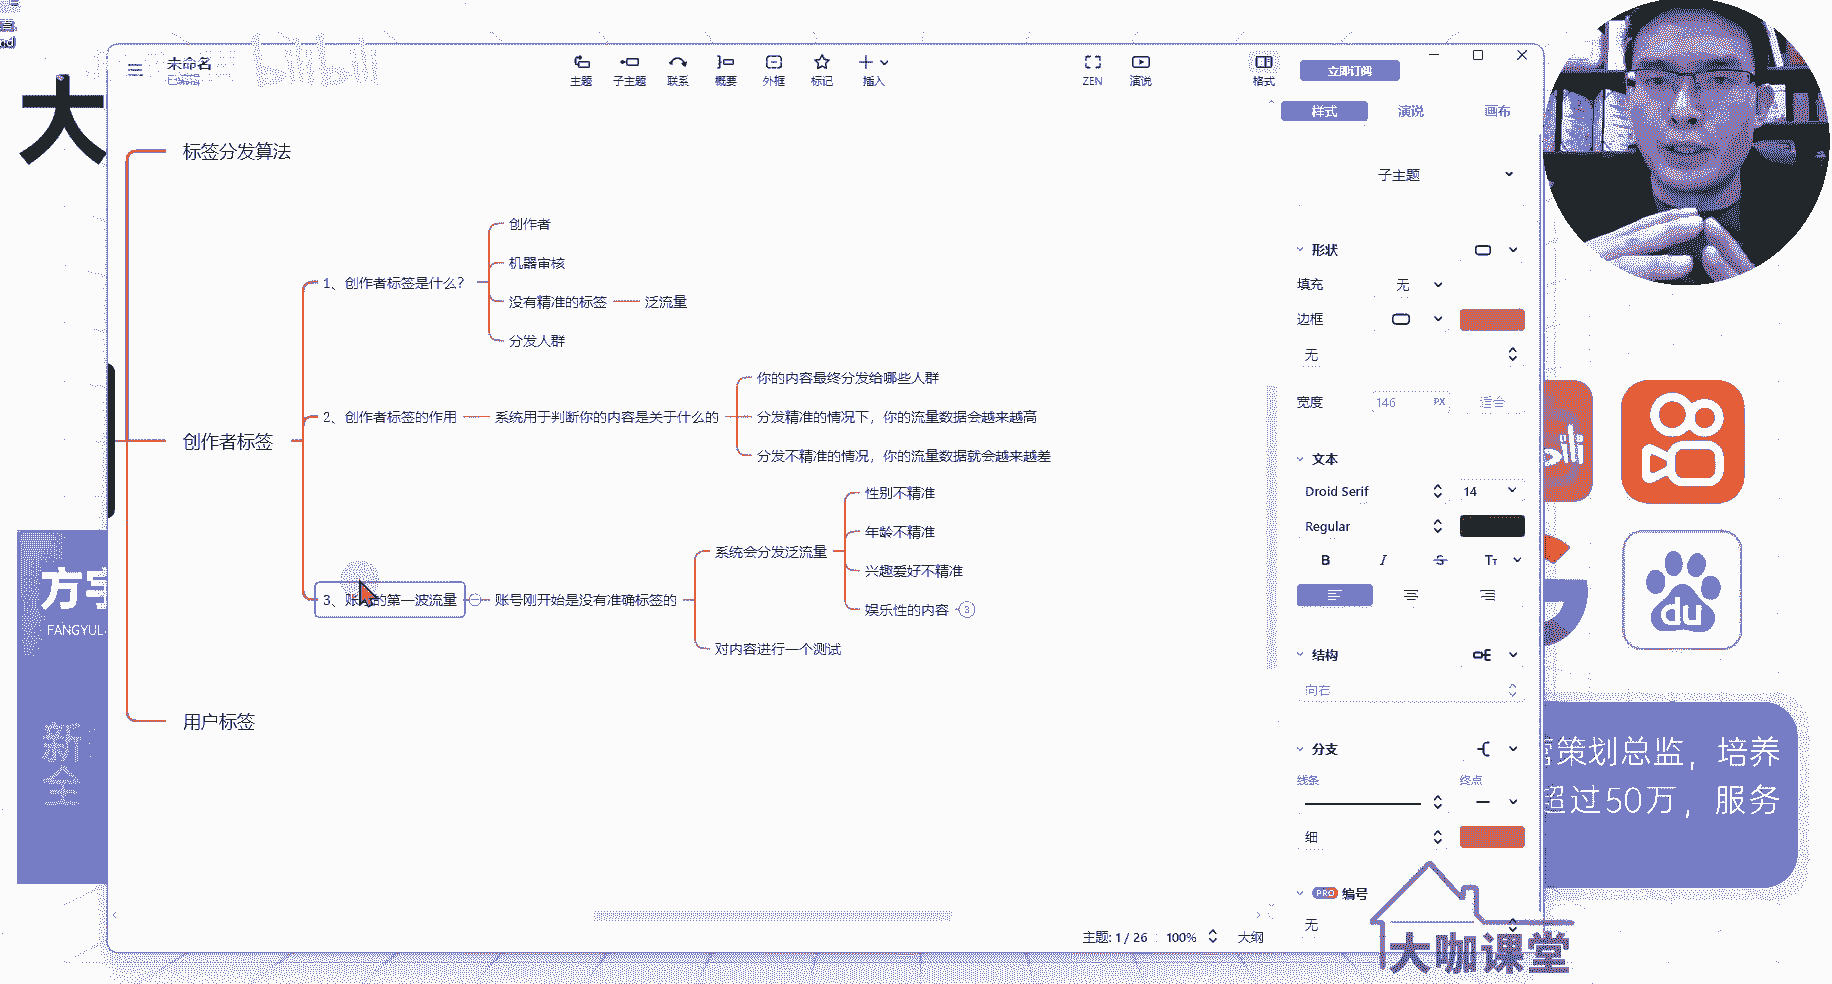 大
未命名
已编辑
bilibili
主题
子主题
联系
概要
外框
标记
插入
ZEN
演说
格式
立即订阅
样式
演说
画布
标签分发算法
创作者标签
用户标签
1、创作者标签是什么?
创作者
机器审核
没有精准的标签
泛流量
分发人群
2、创作者标签的作用
系统用于判断你的内容是关于什么的
你的内容最终分发给哪些人群
分发精准的情况下，你的流量数据会越来越高
分发不精准的情况，你的流量数据就会越来越差
的第一波流量
账号刚开始是没有准确标签的
系统会分发泛流量
性别不精准
年龄不精准
兴趣爱好不精准
娱乐性的内容
3
对内容进行一个测试
子主题
形状
填充
无
边框
无
宽度
146
PX
适合
文本
Droid Serif
14
Regular
B
I
S
Tт
结构
向右
分支
线条
终点
细
PRO 编号
无
主题: 1 / 26
100%
大纲
方宇
FANGYU
新
全
du
策划总监，培养
超过50万，服务
大咖课堂